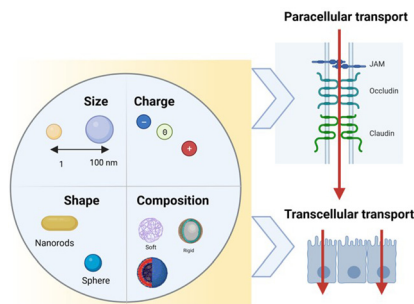 Size
1
100 nm
Charge
−
0
+
Shape
Nanorods
Sphere
Composition
Soft
Rigid
Paracellular transport
JAM
Occludin
Claudin
Transcellular transport